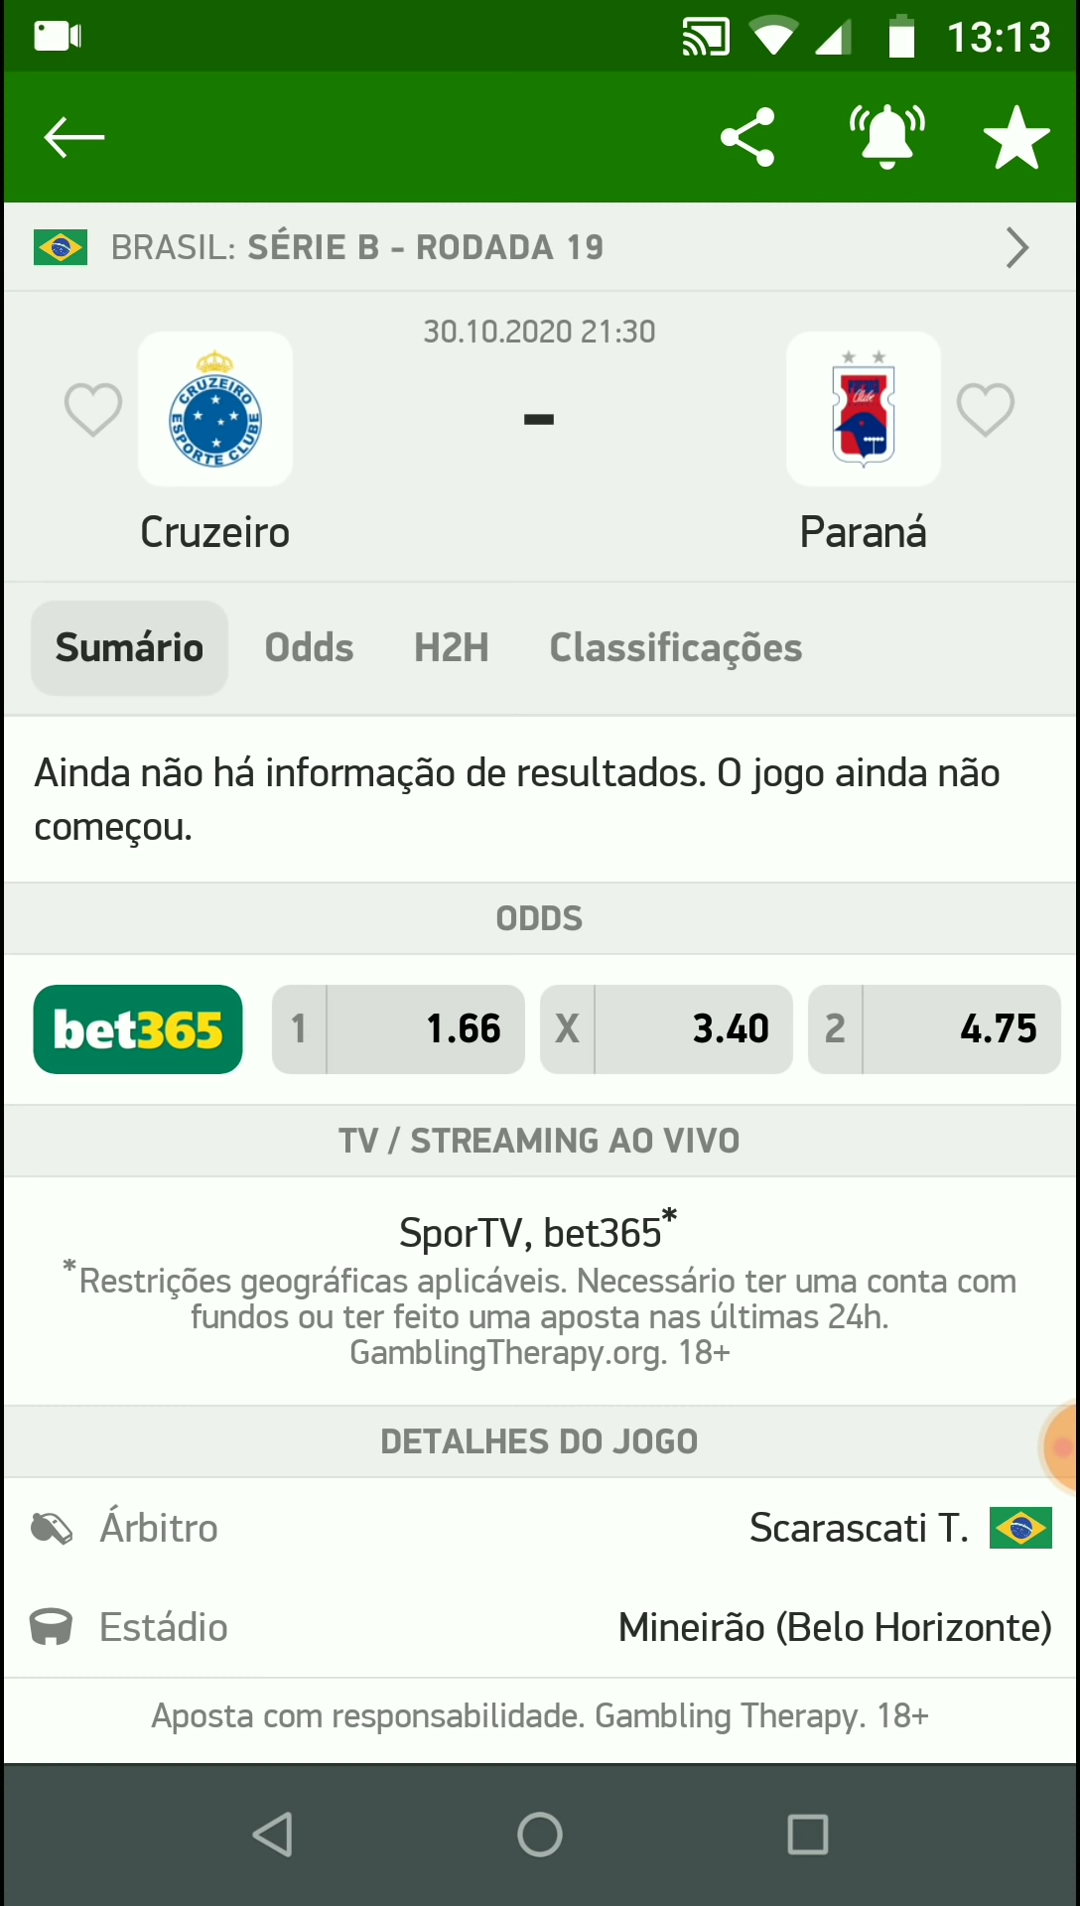 13:13
BRASIL: SÉRIE B - RODADA 19
30.10.2020 21:30
CRUZEIRO
ESPORTE CLUBE
Clube
-
Cruzeiro
Paraná
Sumário
Odds
H2H
Classificações
Ainda não há informação de resultados. O jogo ainda não
começou.
ODDS
bet365
1
1.66
X
3.40
2
4.75
TV / STREAMING AO VIVO
SporTV, bet365*
*Restrições geográficas aplicáveis. Necessário ter uma conta com
fundos ou ter feito uma aposta nas últimas 24h.
GamblingTherapy.org. 18+
DETALHES DO JOGO
Árbitro
Scarascati T.
Estádio
Mineirão (Belo Horizonte)
Aposta com responsabilidade. Gambling Therapy. 18+